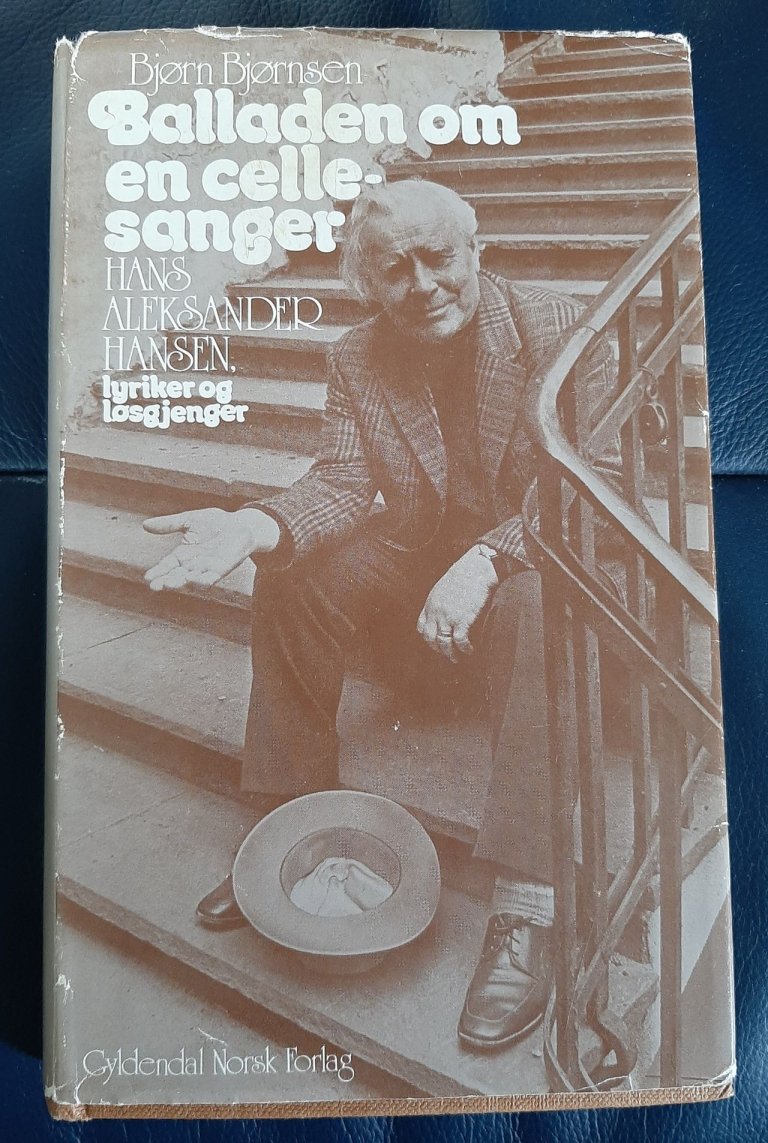 Bjørn Bjørnsen
Balladen om
en celle-
sanger
HANS
ALEKSANDER
HANSEN,
lyriker og
løsgjenger
Gyldendal Norsk Forlag